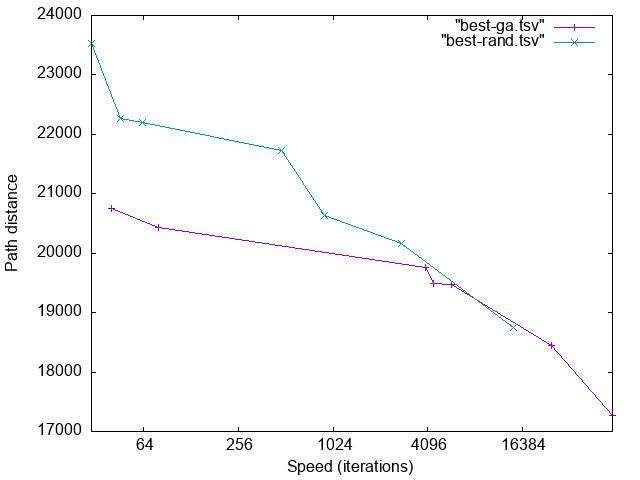 24000
23000
22000
21000
20000
19000
18000
17000
Path distance
"best-ga.tsv"
"best-rand.tsv"
64 256 1024 4096 16384
Speed (iterations)